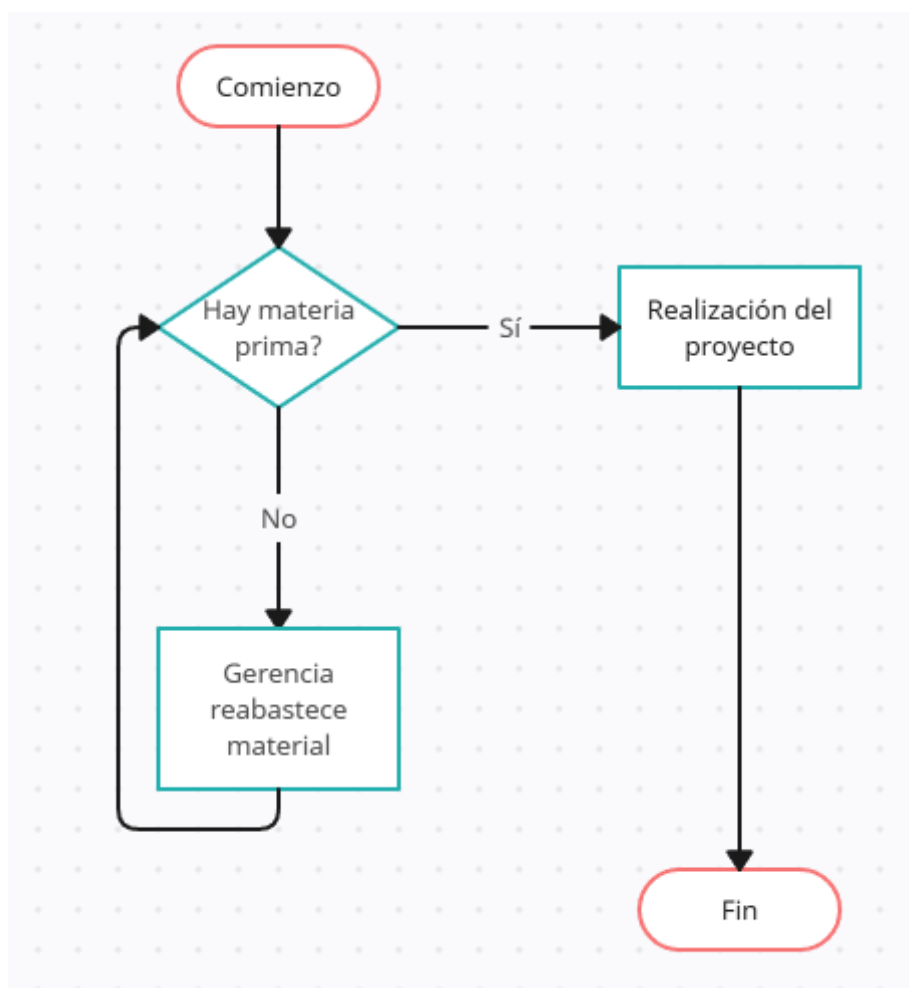 Comienzo
Hay materia
prima?
Sí
Realización del
proyecto
No
Gerencia
reabastece
material
Fin